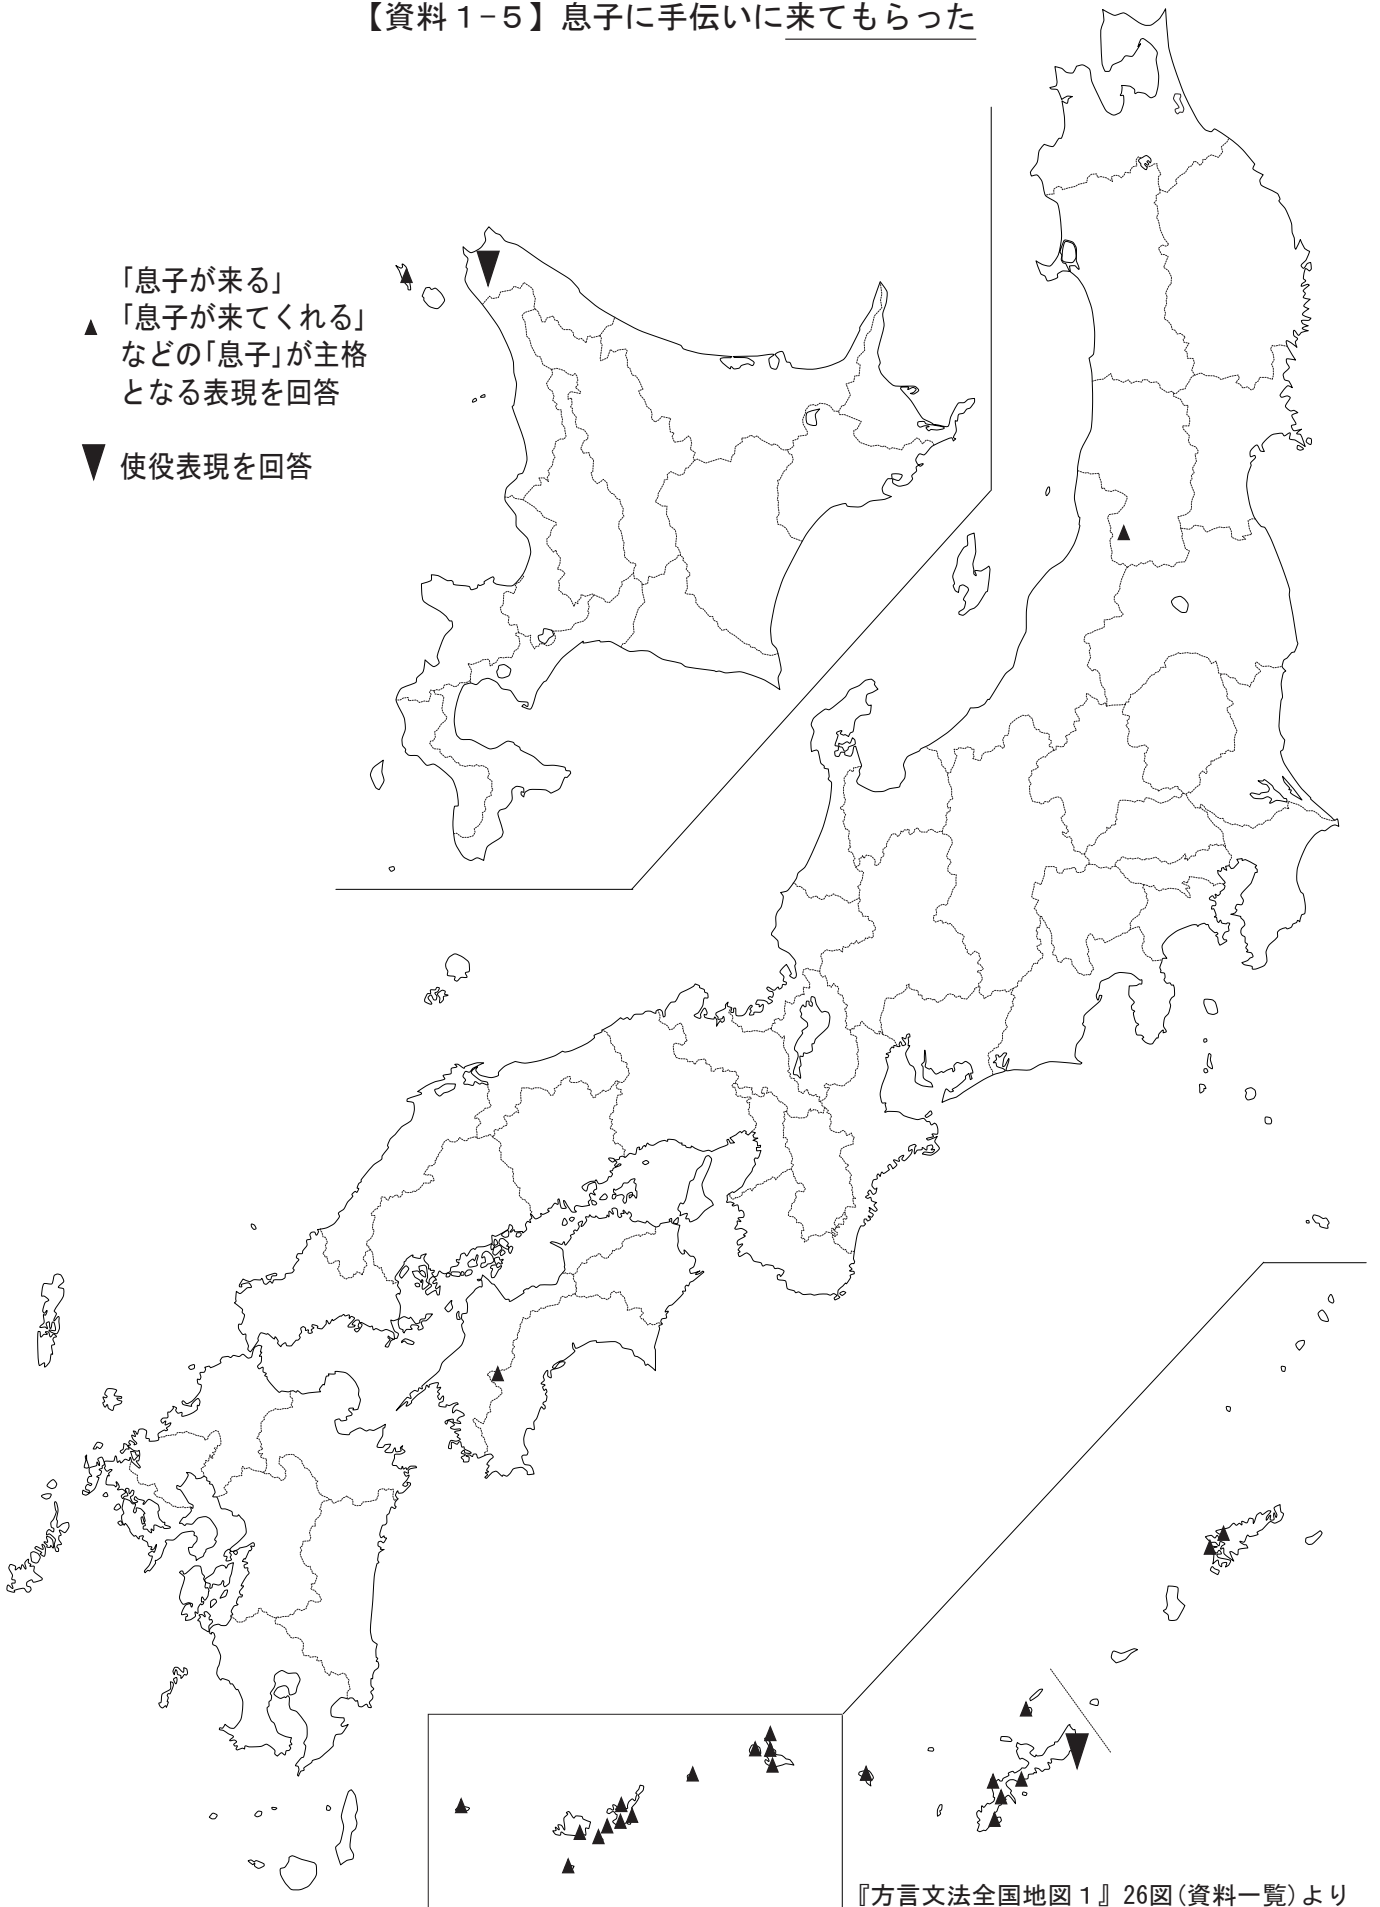 【資料１−５】息子に手伝いに来てもらった
「息子が来る」
「息子が来てくれる」
などの「息子」が主格
となる表現を回答
使役表現を回答
『方言文法全国地図１』26図(資料一覧)より